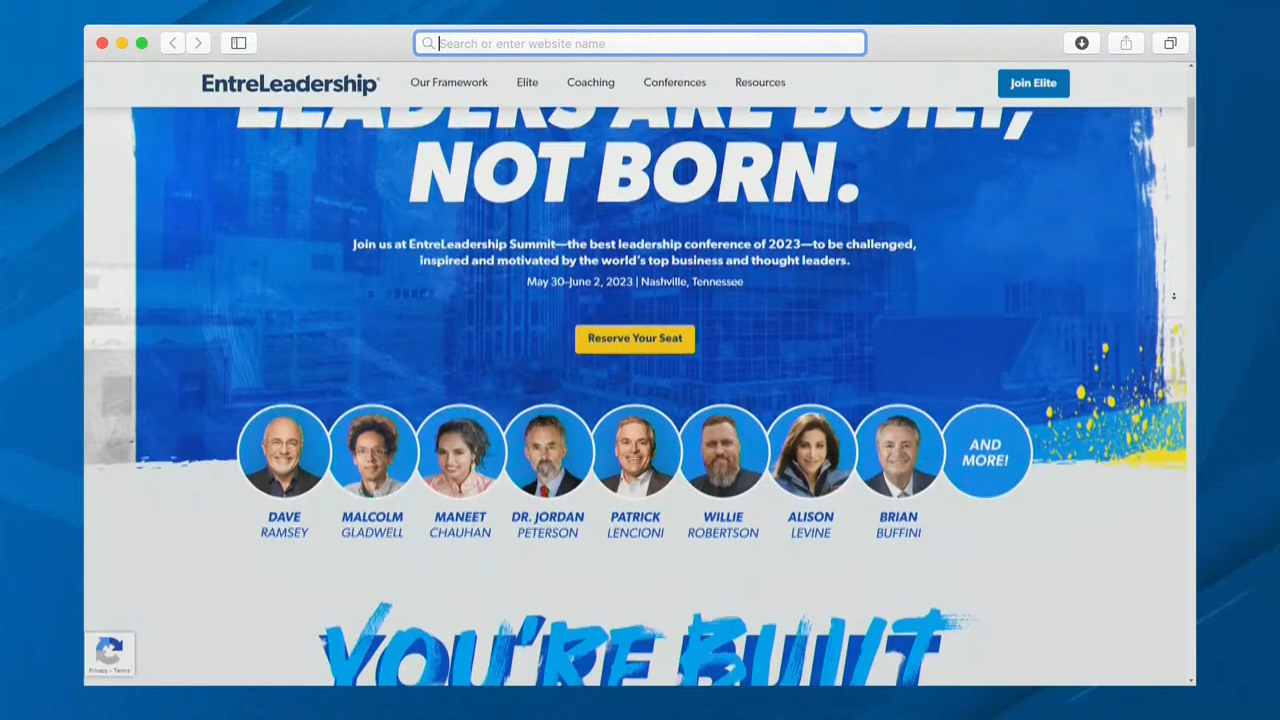 Search or enter website name
EntreLeadership®
Our Framework
Elite
Coaching
Conferences
Resources
Join Elite
LEADERS ARE BUILT,
NOT BORN.
Join us at EntreLeadership Summit—the best leadership conference of 2023—to be challenged,
inspired and motivated by the world's top business and thought leaders.
May 30–June 2, 2023 | Nashville, Tennessee
Reserve Your Seat
AND
MORE!
DAVE
RAMSEY
MALCOLM
GLADWELL
MANEET
CHAUHAN
DR. JORDAN
PETERSON
PATRICK
LENCIONI
WILLIE
ROBERTSON
ALISON
LEVINE
BRIAN
BUFFINI
YOU'RE BUILT
Privacy - Terms